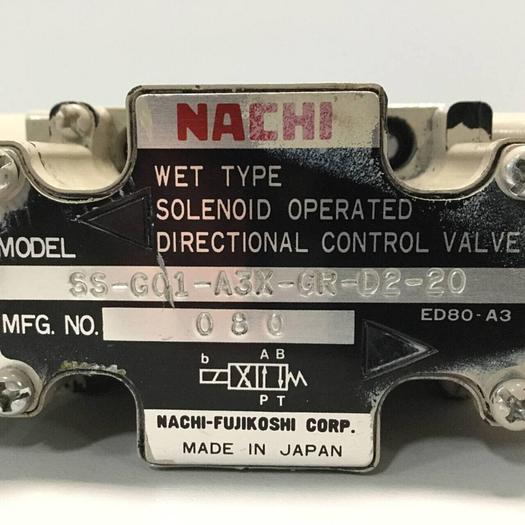 NACHI
WET TYPE
SOLENOID OPERATED
DIRECTIONAL CONTROL VALVE
MODEL
SS-G01-A3X-GR-D2-20
MFG. NO. 080
ED80-A3
b A B
P T
NACHI-FUJIKOSHI CORP.
MADE IN JAPAN